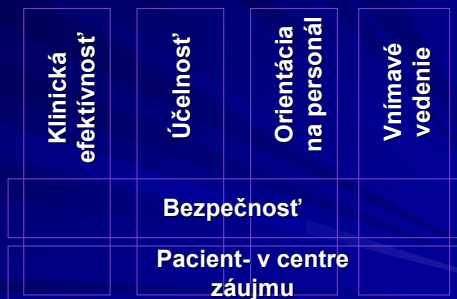 Klinická
efektívnosť
Účelnosť
Orientácia
na personál
Vnímavé
vedenie
Bezpečnosť
Pacient- v centre
záujmu